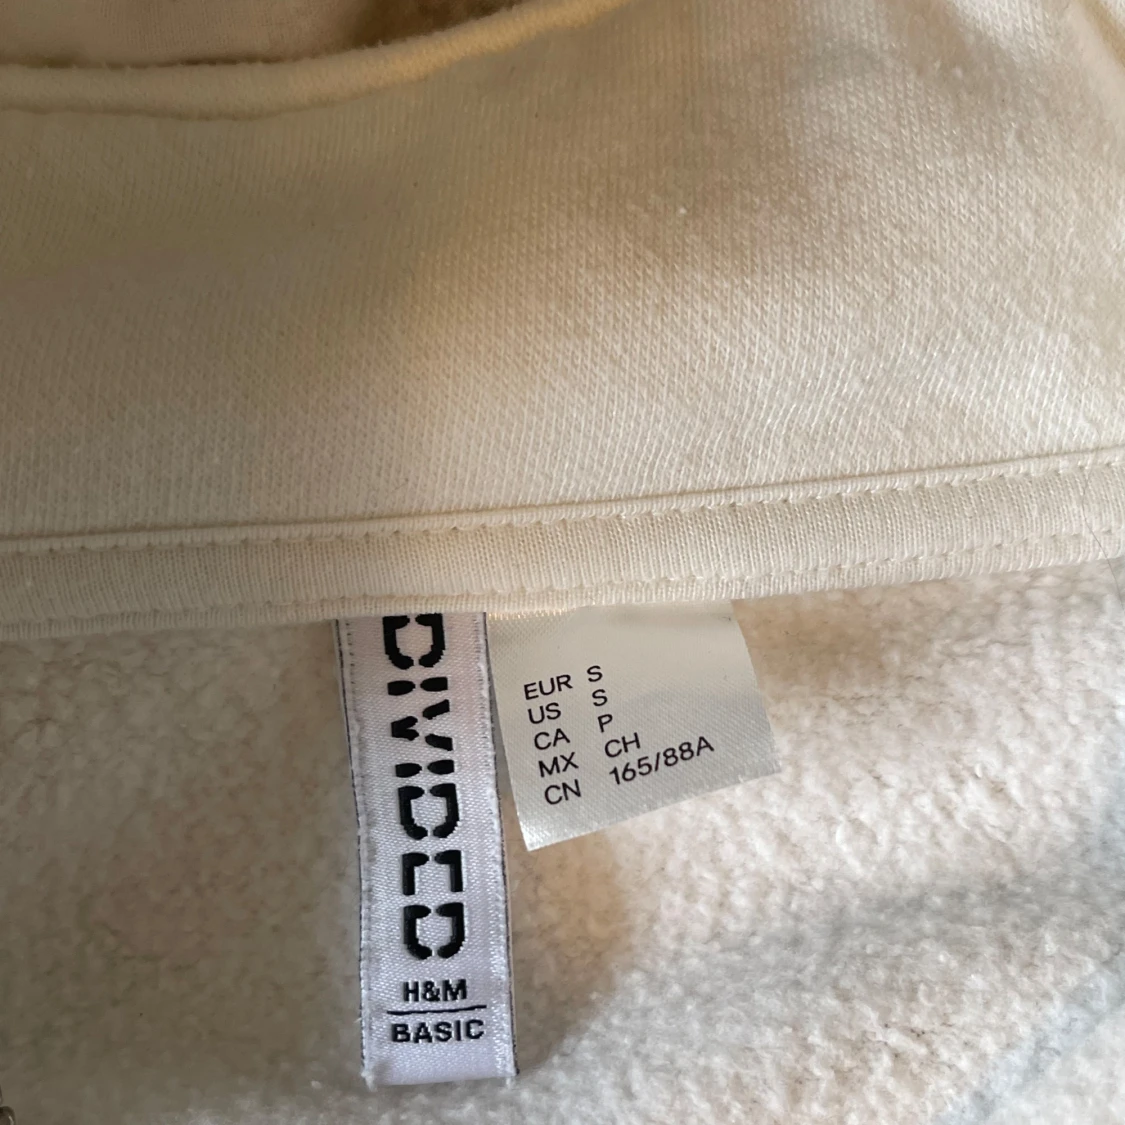 DIVIDED
H&M
BASIC
EUR S
US S
CA P
MX CH
CN 165/88A